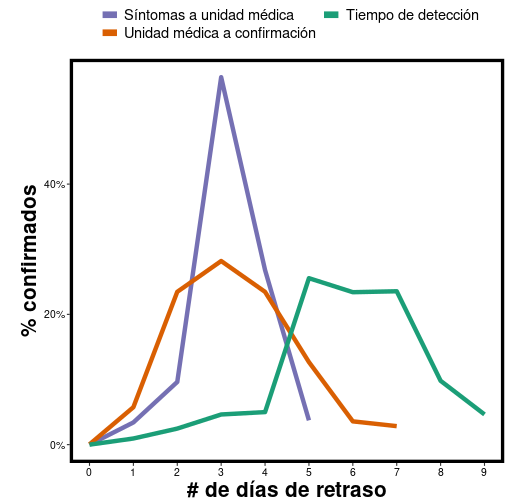 Síntomas a unidad médica
Tiempo de detección
Unidad médica a confirmación
% confirmados
40%
20%
0%
0 1 2 3 4 5 6 7 8 9
# de días de retraso